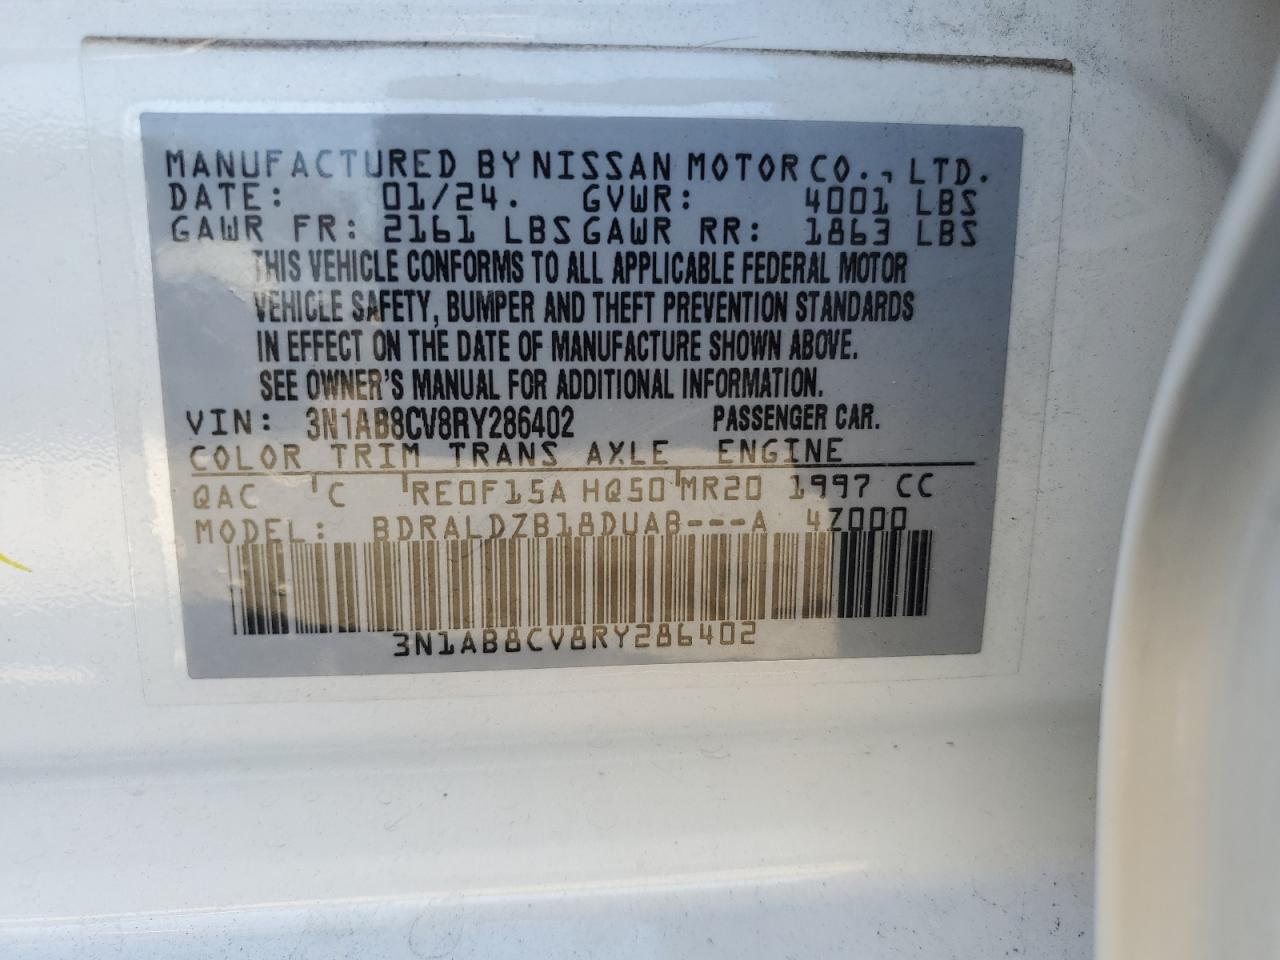 MANUFACTURED BY NISSAN MOTOR CO., LTD.
DATE: 01/24. GVWR: 4001 LBS
GAWR FR: 2161 LBS GAWR RR: 1863 LBS
THIS VEHICLE CONFORMS TO ALL APPLICABLE FEDERAL MOTOR
VEHICLE SAFETY, BUMPER AND THEFT PREVENTION STANDARDS
IN EFFECT ON THE DATE OF MANUFACTURE SHOWN ABOVE.
SEE OWNER'S MANUAL FOR ADDITIONAL INFORMATION.
VIN: 3N1AB8CV8RY286402 PASSENGER CAR.
COLOR TRIM TRANS AXLE ENGINE
QAC C RE0F15A HQ50 MR20 1997 CC
MODEL: BDRALDZB18DUAB---A 4Z000
3N1AB8CV8RY286402